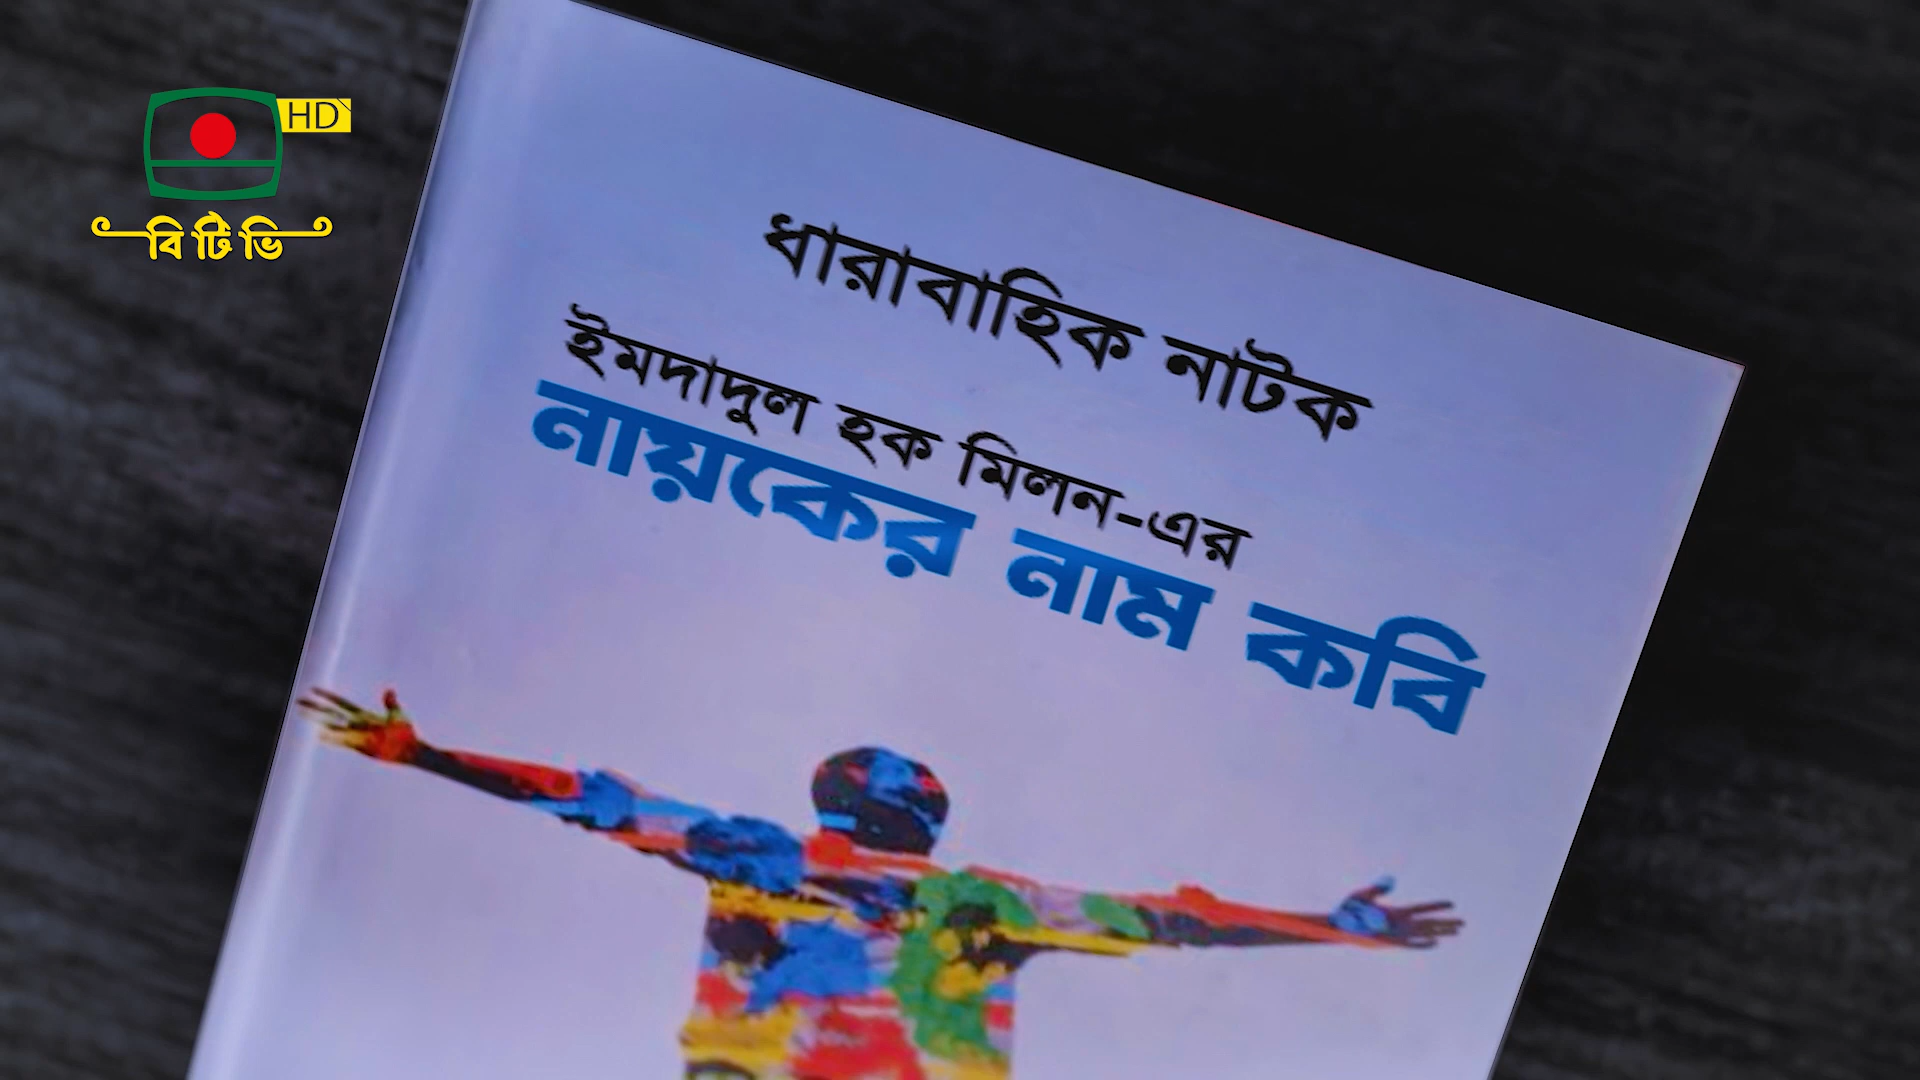 HD
বিটিভি
ধারাবাহিক নাটক
ইমদাদুল হক মিলন-এর
নায়কের নাম কবি